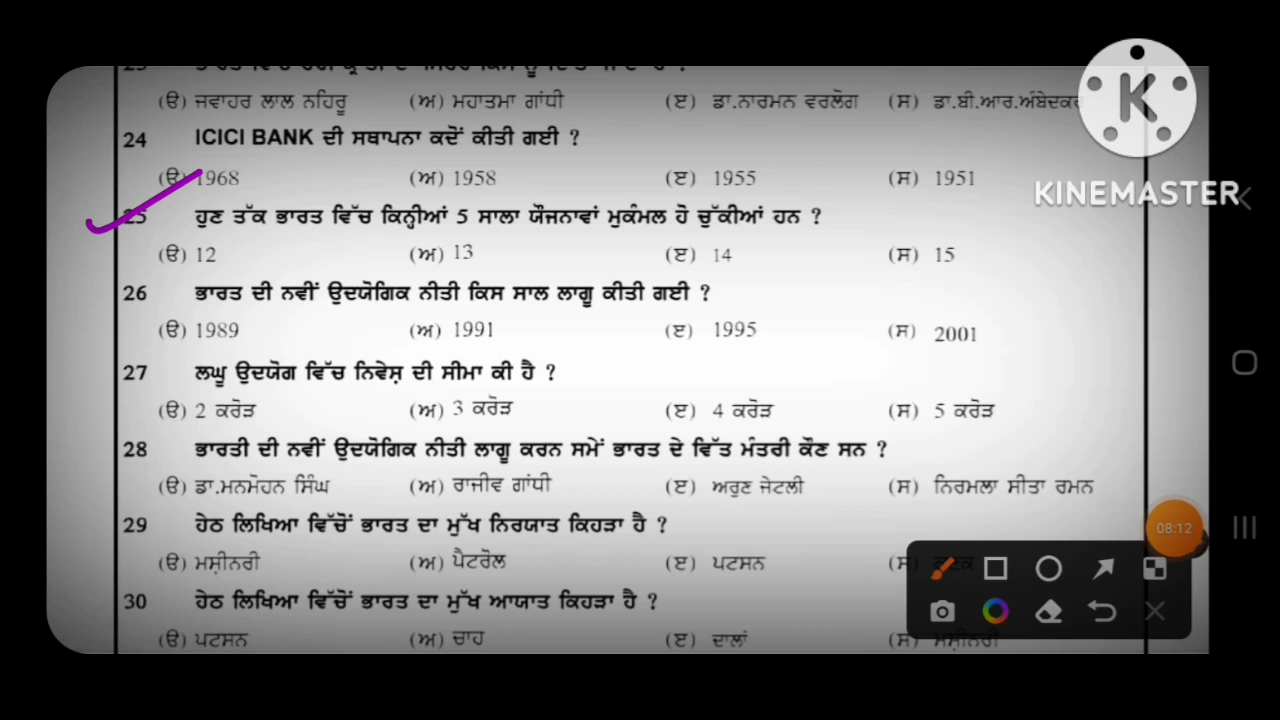 (ੳ) ਜਵਾਹਰ ਲਾਲ ਨਹਿਰੂ (ਅ) ਮਹਾਤਮਾ ਗਾਂਧੀ (ੲ) ਡਾ.ਨਾਰਮਨ ਵਰਲੋਗ (ਸ) ਡਾ.ਬੀ.ਆਰ.ਅੰਬੇਦਕਰ
24 ICICI BANK ਦੀ ਸਥਾਪਨਾ ਕਦੋਂ ਕੀਤੀ ਗਈ ?
(ੳ) 1968 (ਅ) 1958 (ੲ) 1955 (ਸ) 1951
KINEMASTER
25 ਹੁਣ ਤੱਕ ਭਾਰਤ ਵਿੱਚ ਕਿਨ੍ਹੀਆਂ 5 ਸਾਲਾ ਯੌਜਨਾਵਾਂ ਮੁਕੰਮਲ ਹੋ ਚੁੱਕੀਆਂ ਹਨ ?
(ੳ) 12 (ਅ) 13 (ੲ) 14 (ਸ) 15
26 ਭਾਰਤ ਦੀ ਨਵੀਂ ਉਦਯੋਗਿਕ ਨੀਤੀ ਕਿਸ ਸਾਲ ਲਾਗੂ ਕੀਤੀ ਗਈ ?
(ੳ) 1989 (ਅ) 1991 (ੲ) 1995 (ਸ) 2001
27 ਲਘੂ ਉਦਯੋਗ ਵਿੱਚ ਨਿਵੇਸ਼ ਦੀ ਸੀਮਾ ਕੀ ਹੈ ?
(ੳ) 2 ਕਰੋੜ (ਅ) 3 ਕਰੋੜ (ੲ) 4 ਕਰੋੜ (ਸ) 5 ਕਰੋੜ
28 ਭਾਰਤੀ ਦੀ ਨਵੀਂ ਉਦਯੋਗਿਕ ਨੀਤੀ ਲਾਗੂ ਕਰਨ ਸਮੇਂ ਭਾਰਤ ਦੇ ਵਿੱਤ ਮੰਤਰੀ ਕੌਣ ਸਨ ?
(ੳ) ਡਾ.ਮਨਮੋਹਨ ਸਿੰਘ (ਅ) ਰਾਜੀਵ ਗਾਂਧੀ (ੲ) ਅਰੁਣ ਜੇਟਲੀ (ਸ) ਨਿਰਮਲਾ ਸੀਤਾ ਰਮਨ
29 ਹੇਠ ਲਿਖਿਆ ਵਿੱਚੋਂ ਭਾਰਤ ਦਾ ਮੁੱਖ ਨਿਰਯਾਤ ਕਿਹੜਾ ਹੈ ?
08:12
(ੳ) ਮਸ਼ੀਨਰੀ (ਅ) ਪੈਟਰੋਲ (ੲ) ਪਟਸਨ (ਸ)
30 ਹੇਠ ਲਿਖਿਆ ਵਿੱਚੋਂ ਭਾਰਤ ਦਾ ਮੁੱਖ ਆਯਾਤ ਕਿਹੜਾ ਹੈ ?
(ੳ) ਪਟਸਨ (ਅ) ਚਾਹ (ੲ) ਦਾਲਾਂ (ਸ) ਮਸ਼ੀਨਰੀ